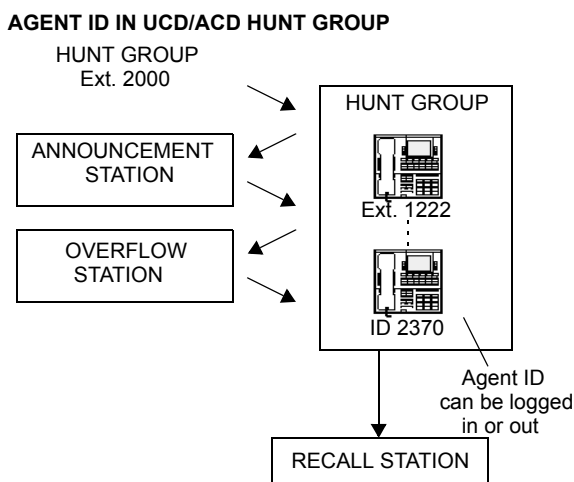 AGENT ID IN UCD/ACD HUNT GROUP
HUNT GROUP
Ext. 2000
HUNT GROUP
ANNOUNCEMENT
STATION
Ext. 1222
OVERFLOW
STATION
ID 2370
Agent ID
can be logged
in or out
RECALL STATION